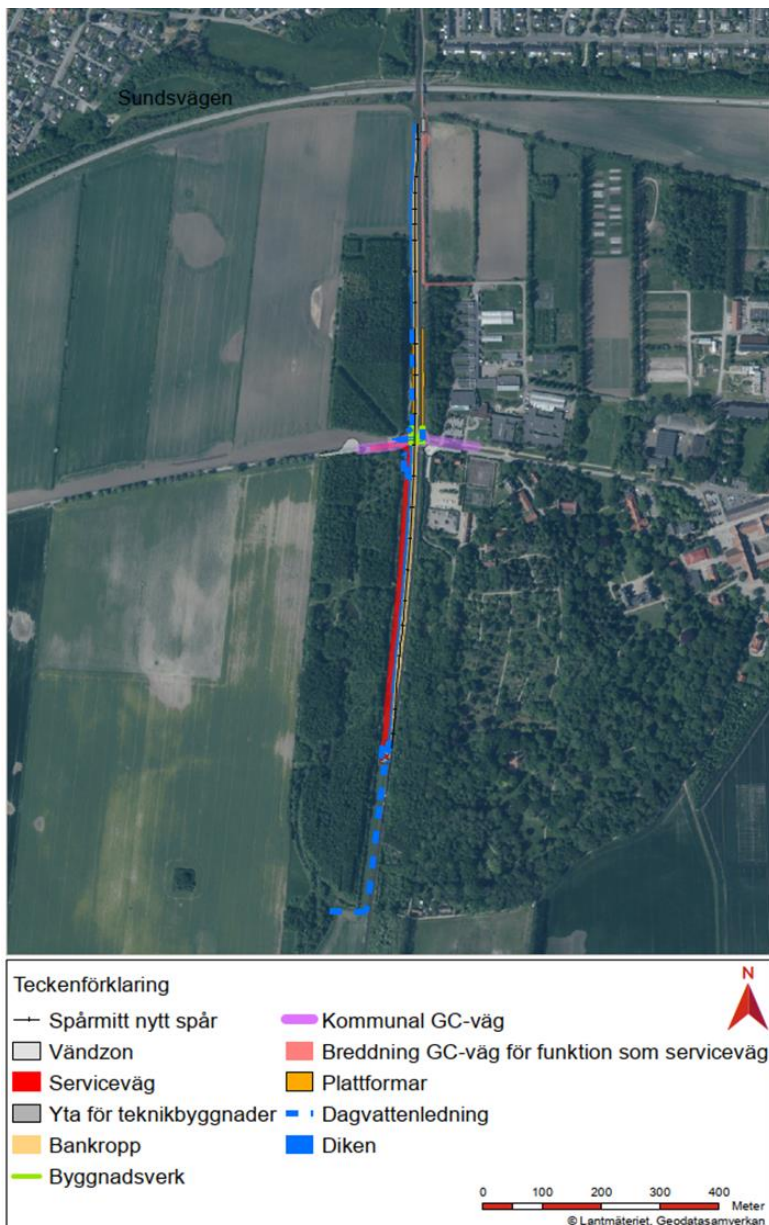 Sundsvägen
Teckenförklaring
N
Spårmitt nytt spår
Vändzon
Serviceväg
Yta för teknikbyggnader
Bankropp
Byggnadsverk
Kommunal GC-väg
Breddning GC-väg för funktion som serviceväg
Plattformar
Dagvattenledning
Diken
0 100 200 300 400
Meter
© Lantmäteriet, Geodatasamverkan